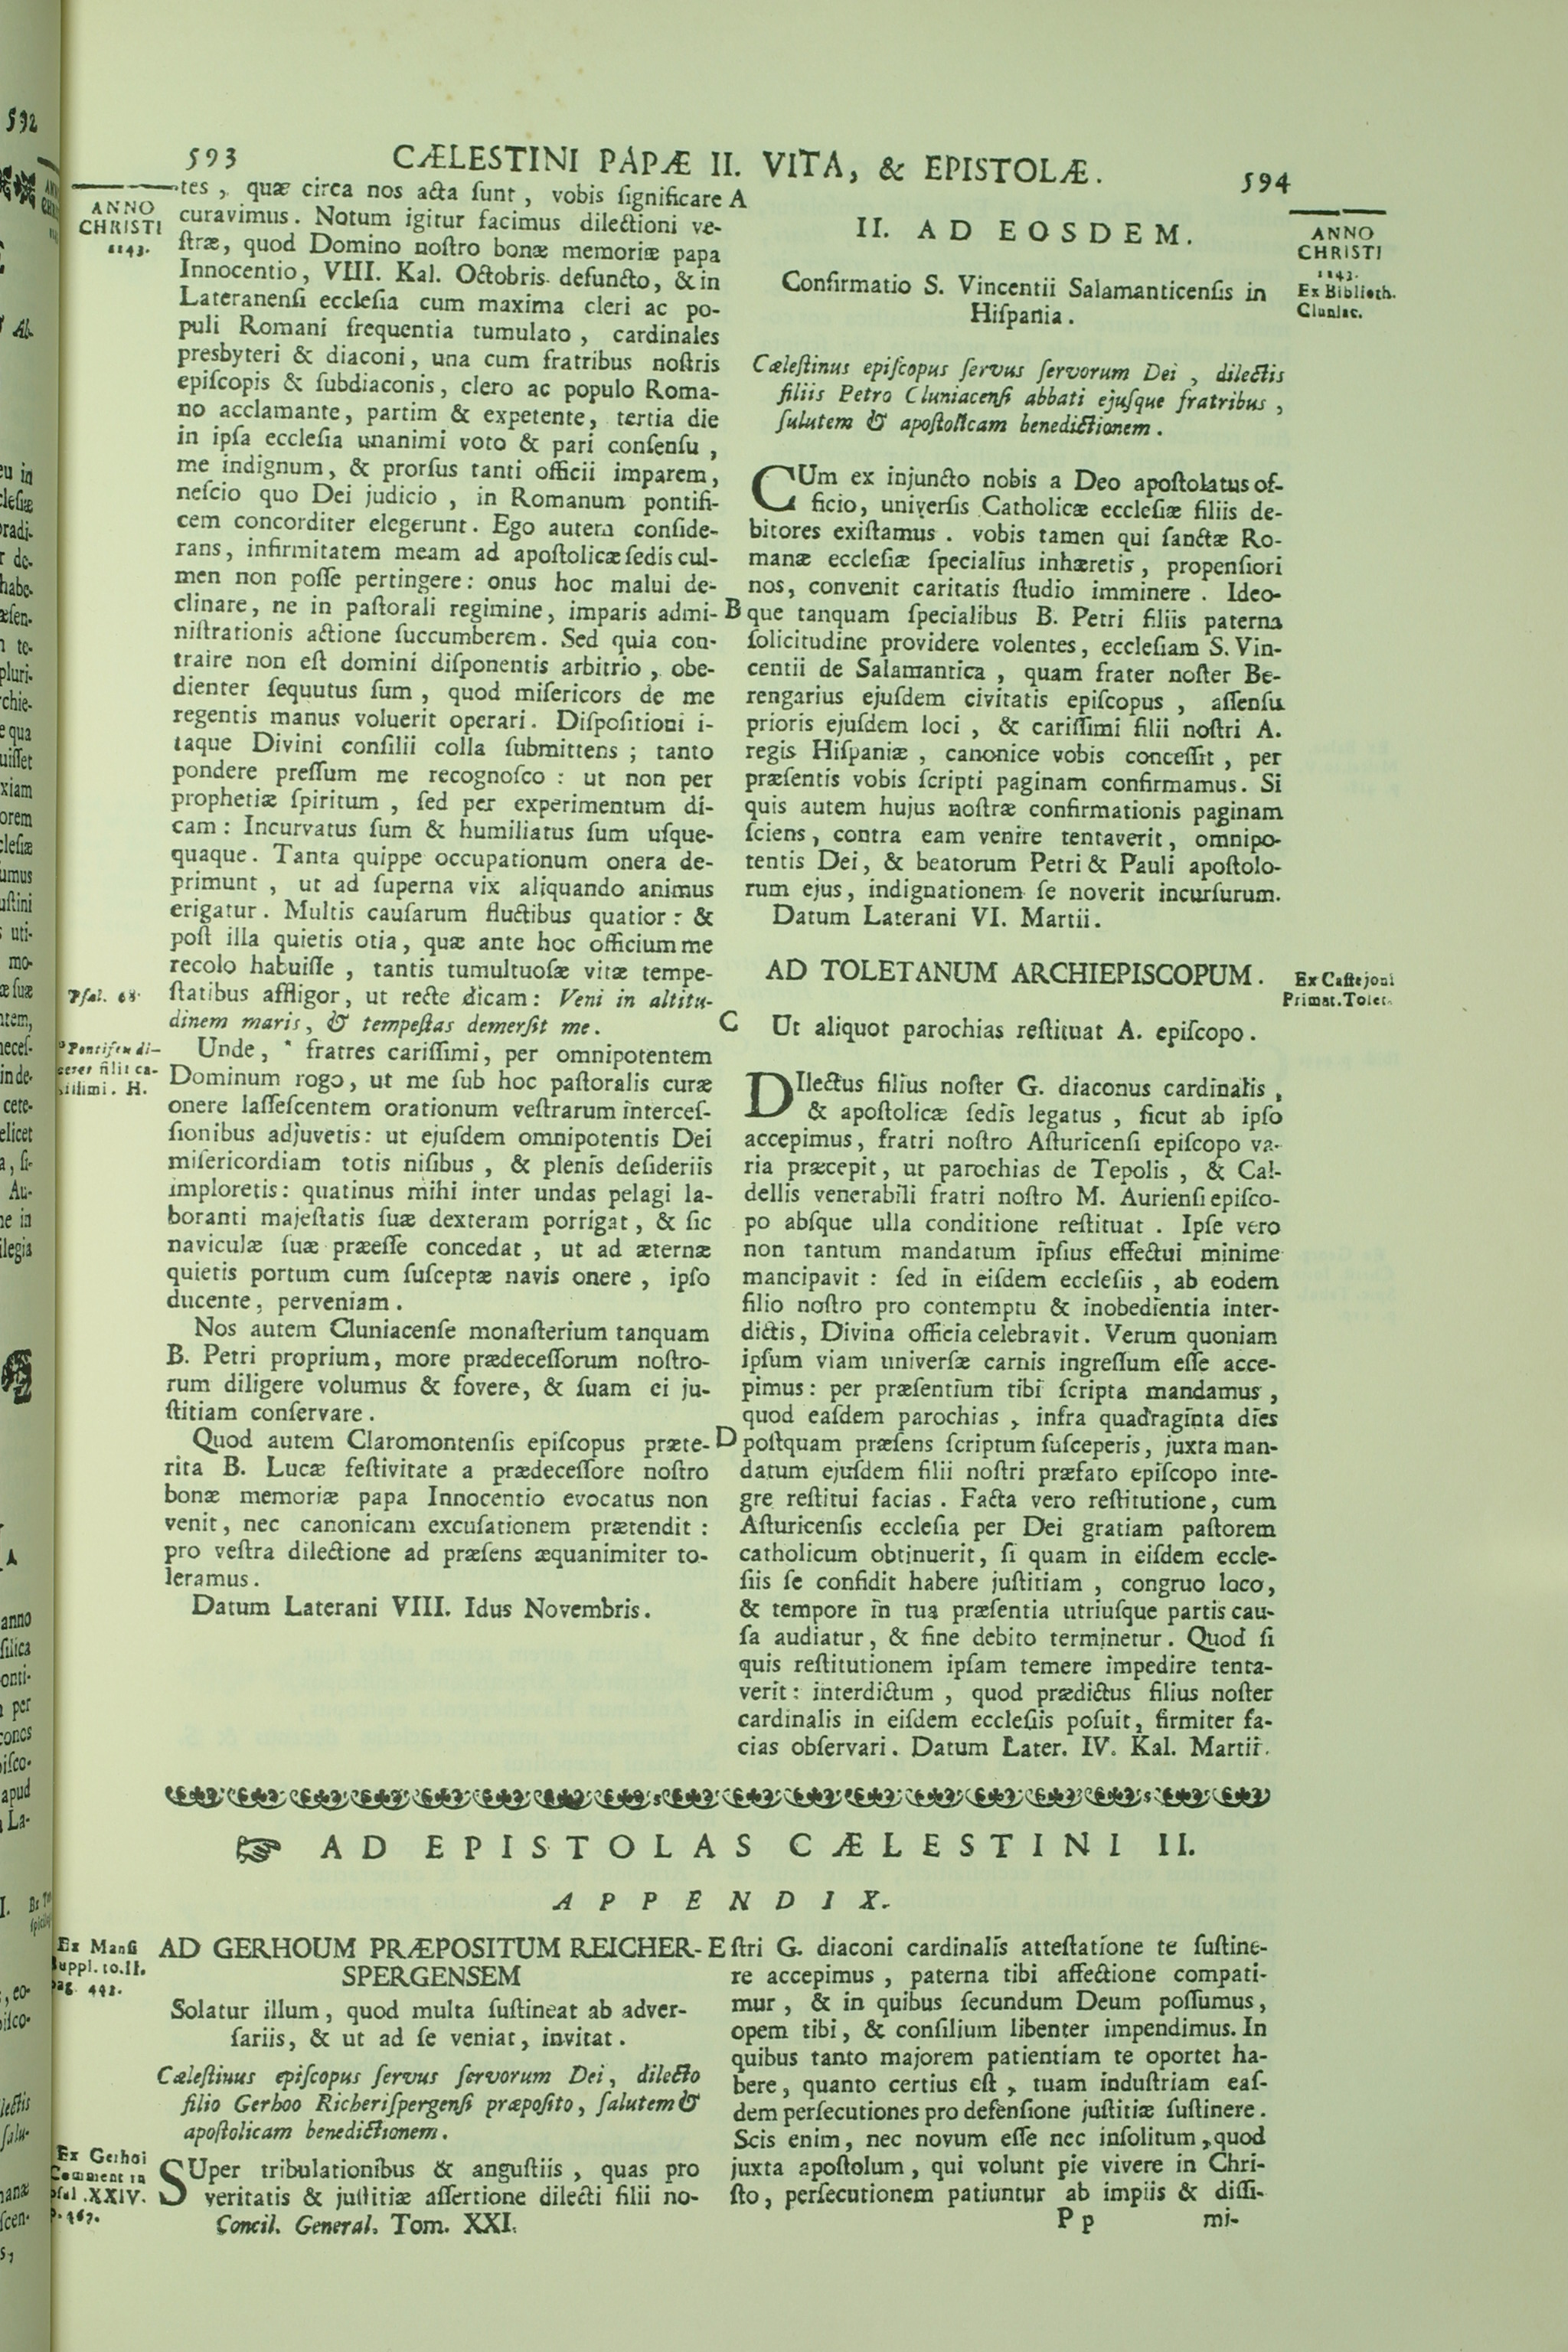 593 CÆLESTINI PAPÆ II. VITA, & EPISTOLÆ. 594
ANNO
CHRISTI
1143.
tes, quæ circa nos acta ſunt, vobis ſignificare A
curavimus. Notum igitur facimus dilectioni ve-
ſtræ, quod Domino noſtro bonæ memoriæ papa
Innocentio, VIII. Kal. Octobris defuncto, & in
Lateranenſi eccleſia cum maxima cleri ac po-
puli Romani frequentia tumulato, cardinales
presbyteri & diaconi, una cum fratribus noſtris
epiſcopis & ſubdiaconis, clero ac populo Roma-
no acclamante, partim & expetente, tertia die
in ipſa eccleſia unanimi voto & pari conſenſu,
me indignum, & prorſus tanti officii imparem,
neſcio quo Dei judicio, in Romanum pontifi-
cem concorditer elegerunt. Ego autem conſide-
rans, infirmitatem meam ad apoſtolicæ ſedis cul-
men non poſſe pertingere: onus hoc malui de-
clinare, ne in paſtorali regimine, imparis admi- B
niſtrationis actione ſuccumberem. Sed quia con-
traire non eſt domini diſponentis arbitrio, obe-
dienter ſequutus ſum, quod miſericors de me
regentis manus voluerit operari. Diſpoſitioni i-
taque Divini conſilii colla ſubmittens; tanto
pondere preſſum me recognoſco: ut non per
prophetiæ ſpiritum, ſed per experimentum di-
cam: Incurvatus ſum & humiliatus ſum uſque-
quaque. Tanta quippe occupationum onera de-
primunt, ut ad ſuperna vix aliquando animus
erigatur. Multis cauſarum fluctibus quatior: &
poſt illa quietis otia, quæ ante hoc officium me
recolo habuiſſe, tantis tumultuoſæ vitæ tempe-
Pſal. 68.
ſtatibus affligor, ut recte dicam: Veni in altitu-
dinem maris, & tempeſtas demerſit me. C
* Pontifex di-
ceret filii ca-
riſſimi. H.
Unde, * fratres cariſſimi, per omnipotentem
Dominum rogo, ut me ſub hoc paſtoralis curæ
onere laſſeſcentem orationum veſtrarum interceſ-
ſionibus adjuvetis: ut ejuſdem omnipotentis Dei
miſericordiam totis niſibus, & plenis deſideriis
imploretis: quatinus mihi inter undas pelagi la-
boranti majeſtatis ſuæ dexteram porrigat, & ſic
naviculæ ſuæ præeſſe concedat, ut ad æternæ
quietis portum cum ſuſceptæ navis onere, ipſo
ducente, perveniam.
Nos autem Cluniacenſe monaſterium tanquam
B. Petri proprium, more prædeceſſorum noſtro-
rum diligere volumus & fovere, & ſuam ei ju-
ſtitiam conſervare.
Quod autem Claromontenſis epiſcopus præte- D
rita B. Lucæ feſtivitate a prædeceſſore noſtro
bonæ memoriæ papa Innocentio evocatus non
venit, nec canonicam excuſationem prætendit:
pro veſtra dilectione ad præſens æquanimiter to-
leramus.
Datum Laterani VIII. Idus Novembris.
II. AD EOSDEM.
ANNO
CHRISTI
1143.
Ex Biblioth.
Cluniac.
Confirmatio S. Vincentii Salamanticenſis in
Hiſpania.
Cæleſtinus epiſcopus ſervus ſervorum Dei, dilectis
filiis Petro Cluniacenſi abbati ejuſque fratribus,
ſalutem & apoſtolicam benedictionem.
CUm ex injuncto nobis a Deo apoſtolatus of-
ficio, univerſis Catholicæ eccleſiæ filiis de-
bitores exiſtamus. vobis tamen qui ſanctæ Ro-
manæ eccleſiæ ſpecialius inhæretis, propenſiori
nos, convenit caritatis ſtudio imminere. Ideo-
que tanquam ſpecialibus B. Petri filiis paterna
ſolicitudine providere volentes, eccleſiam S. Vin-
centii de Salamantica, quam frater noſter Be-
rengarius ejuſdem civitatis epiſcopus, aſſenſu
prioris ejuſdem loci, & cariſſimi filii noſtri A.
regis Hiſpaniæ, canonice vobis conceſſit, per
præſentis vobis ſcripti paginam confirmamus. Si
quis autem hujus noſtræ confirmationis paginam
ſciens, contra eam venire tentaverit, omnipo-
tentis Dei, & beatorum Petri & Pauli apoſtolo-
rum ejus, indignationem ſe noverit incurſurum.
Datum Laterani VI. Martii.
AD TOLETANUM ARCHIEPISCOPUM.
Ex Caſtejoni
Primat. Tolet.
Ut aliquot parochias reſtituat A. epiſcopo.
DIlectus filius noſter G. diaconus cardinalis,
& apoſtolicæ ſedis legatus, ſicut ab ipſo
accepimus, fratri noſtro Aſturicenſi epiſcopo va-
ria præcepit, ut parochias de Tepolis, & Cal-
dellis venerabili fratri noſtro M. Aurienſi epiſco-
po abſque ulla conditione reſtituat. Ipſe vero
non tantum mandatum ipſius effectui minime
mancipavit: ſed in eiſdem eccleſiis, ab eodem
filio noſtro pro contemptu & inobedientia inter-
dictis, Divina officia celebravit. Verum quoniam
ipſum viam univerſæ carnis ingreſſum eſſe acce-
pimus: per præſentium tibi ſcripta mandamus,
quod eaſdem parochias, infra quadraginta dies
poſtquam præſens ſcriptum ſuſceperis, juxta man-
datum ejuſdem filii noſtri præfato epiſcopo inte-
gre reſtitui facias. Facta vero reſtitutione, cum
Aſturicenſis eccleſia per Dei gratiam paſtorem
catholicum obtinuerit, ſi quam in eiſdem eccle-
ſiis ſe confidit habere juſtitiam, congruo loco,
& tempore in tua præſentia utriuſque partis cau-
ſa audiatur, & fine debito terminetur. Quod ſi
quis reſtitutionem ipſam temere impedire tenta-
verit: interdictum, quod prædictus filius noſter
cardinalis in eiſdem eccleſiis poſuit, firmiter fa-
cias obſervari. Datum Later. IV. Kal. Martii.
☞ AD EPISTOLAS CÆLESTINI II.
APPENDIX.
Ex Manſi
Suppl. to. II.
pag. 442.
AD GERHOUM PRÆPOSITUM REICHER- E
SPERGENSEM
Solatur illum, quod multa ſuſtineat ab adver-
ſariis, & ut ad ſe veniat, invitat.
Cæleſtinus epiſcopus ſervus ſervorum Dei, dilecto
filio Gerhoo Richeriſpergenſi præpoſito, ſalutem &
apoſtolicam benedictionem.
Ex Gerhoi
Comment in
Pſal. XXIV.
SUper tribulationibus & anguſtiis, quas pro
veritatis & juſtitiæ aſſertione dilecti filii no-
Concil. General. Tom. XXI.
ſtri G. diaconi cardinalis atteſtatione te ſuſtine-
re accepimus, paterna tibi affectione compati-
mur, & in quibus ſecundum Deum poſſumus,
opem tibi, & conſilium libenter impendimus. In
quibus tanto majorem patientiam te oportet ha-
bere, quanto certius eſt, tuam induſtriam eaſ-
dem perſecutiones pro defenſione juſtitiæ ſuſtinere.
Scis enim, nec novum eſſe nec inſolitum, quod
juxta apoſtolum, qui volunt pie vivere in Chri-
ſto, perſecutionem patiuntur ab impiis & diſſi-
P p mi-